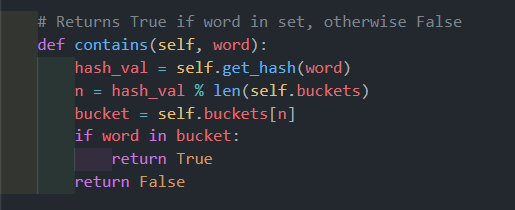 # Returns True if word in set, otherwise False
def contains(self, word):
hash_val = self.get_hash(word)
n = hash_val % len(self.buckets)
bucket = self.buckets[n]
if word in bucket:
return True
return False